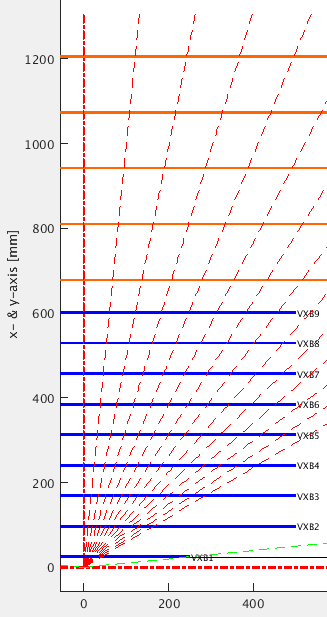 1200
1000
800
x- & y-axis [mm]
600
VXB9
VXB8
VXB7
400
VXB6
VXB5
VXB4
200
VXB3
VXB2
VXB1
0
0
200
400